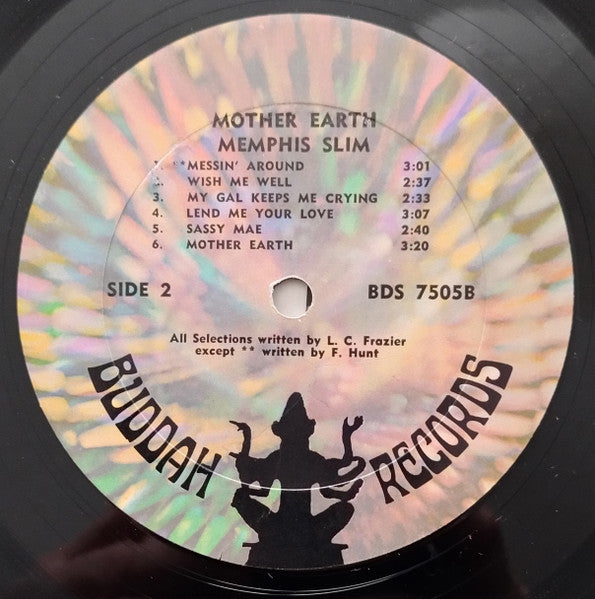 MOTHER EARTH
MEMPHIS SLIM
1. **MESSIN' AROUND 3:01
2. WISH ME WELL 2:37
3. MY GAL KEEPS ME CRYING 2:33
4. LEND ME YOUR LOVE 3:07
5. SASSY MAE 2:40
6. MOTHER EARTH 3:20
SIDE 2 BDS 7505B
All Selections written by L. C. Frazier
except ** written by F. Hunt
BUDDAH RECORDS